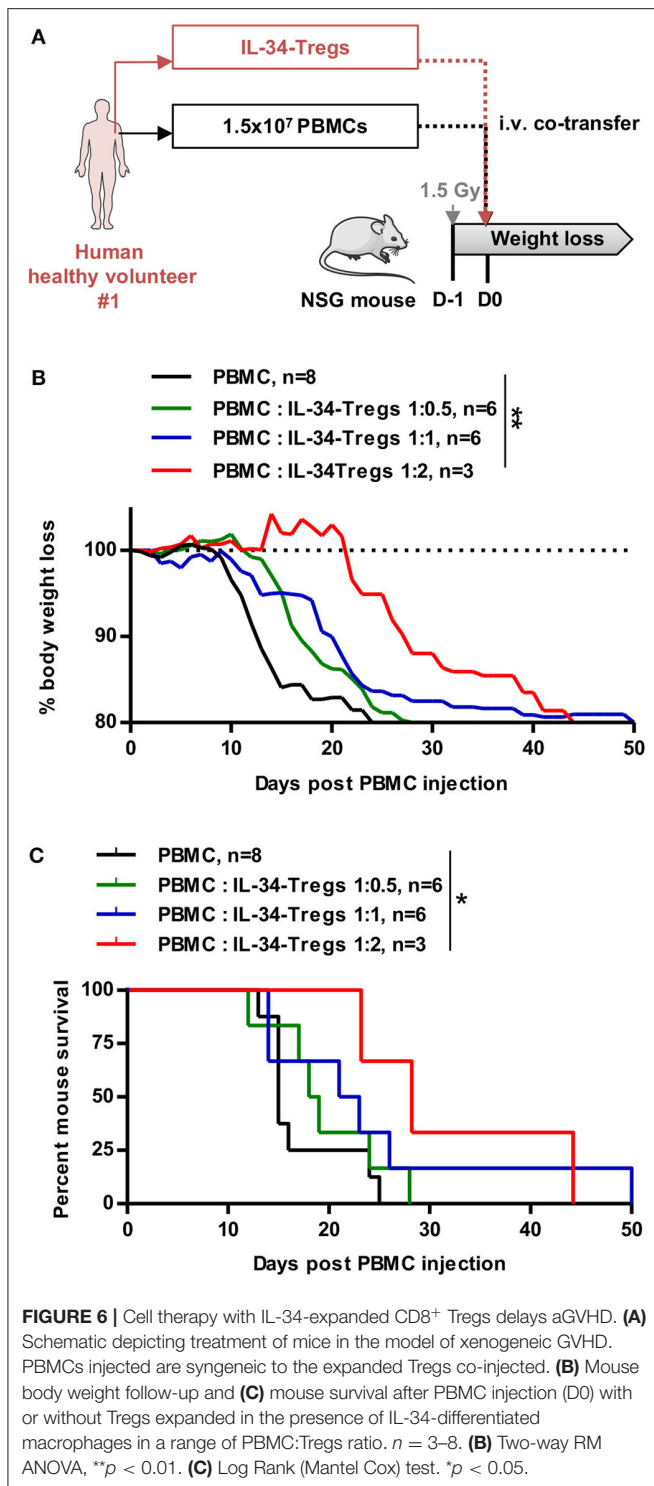 A
IL-34-Tregs
1.5x10⁷ PBMCs
i.v. co-transfer
1.5 Gy
Weight loss
Human
healthy volunteer
#1
NSG mouse
D-1
D0
B
PBMC, n=8
PBMC : IL-34-Tregs 1:0.5, n=6
PBMC : IL-34-Tregs 1:1, n=6
PBMC : IL-34Tregs 1:2, n=3
**
% body weight loss
100
90
80
0 10 20 30 40 50
Days post PBMC injection
C
PBMC, n=8
PBMC : IL-34-Tregs 1:0.5, n=6
PBMC : IL-34-Tregs 1:1, n=6
PBMC : IL-34-Tregs 1:2, n=3
*
Percent mouse survival
100
75
50
25
0
0 10 20 30 40 50
Days post PBMC injection
FIGURE 6 | Cell therapy with IL-34-expanded CD8⁺ Tregs delays aGVHD. (A)
Schematic depicting treatment of mice in the model of xenogeneic GVHD.
PBMCs injected are syngeneic to the expanded Tregs co-injected. (B) Mouse
body weight follow-up and (C) mouse survival after PBMC injection (D0) with
or without Tregs expanded in the presence of IL-34-differentiated
macrophages in a range of PBMC:Tregs ratio. n = 3–8. (B) Two-way RM
ANOVA, **p < 0.01. (C) Log Rank (Mantel Cox) test. *p < 0.05.